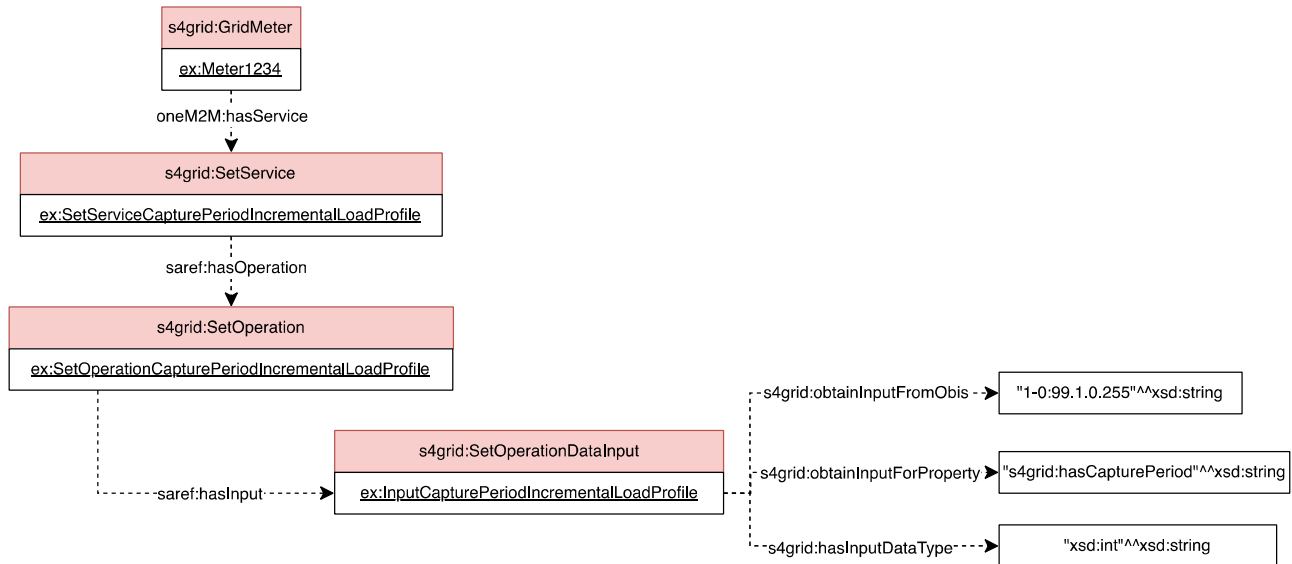 s4grid:GridMeter
ex:Meter1234
oneM2M:hasService
s4grid:SetService
ex:SetServiceCapturePeriodIncrementalLoadProfile
saref:hasOperation
s4grid:SetOperation
ex:SetOperationCapturePeriodIncrementalLoadProfile
saref:hasInput
s4grid:SetOperationDataInput
ex:InputCapturePeriodIncrementalLoadProfile
s4grid:obtainInputFromObis
"1-0:99.1.0.255"^^xsd:string
s4grid:obtainInputForProperty
"s4grid:hasCapturePeriod"^^xsd:string
s4grid:hasInputDataType
"xsd:int"^^xsd:string